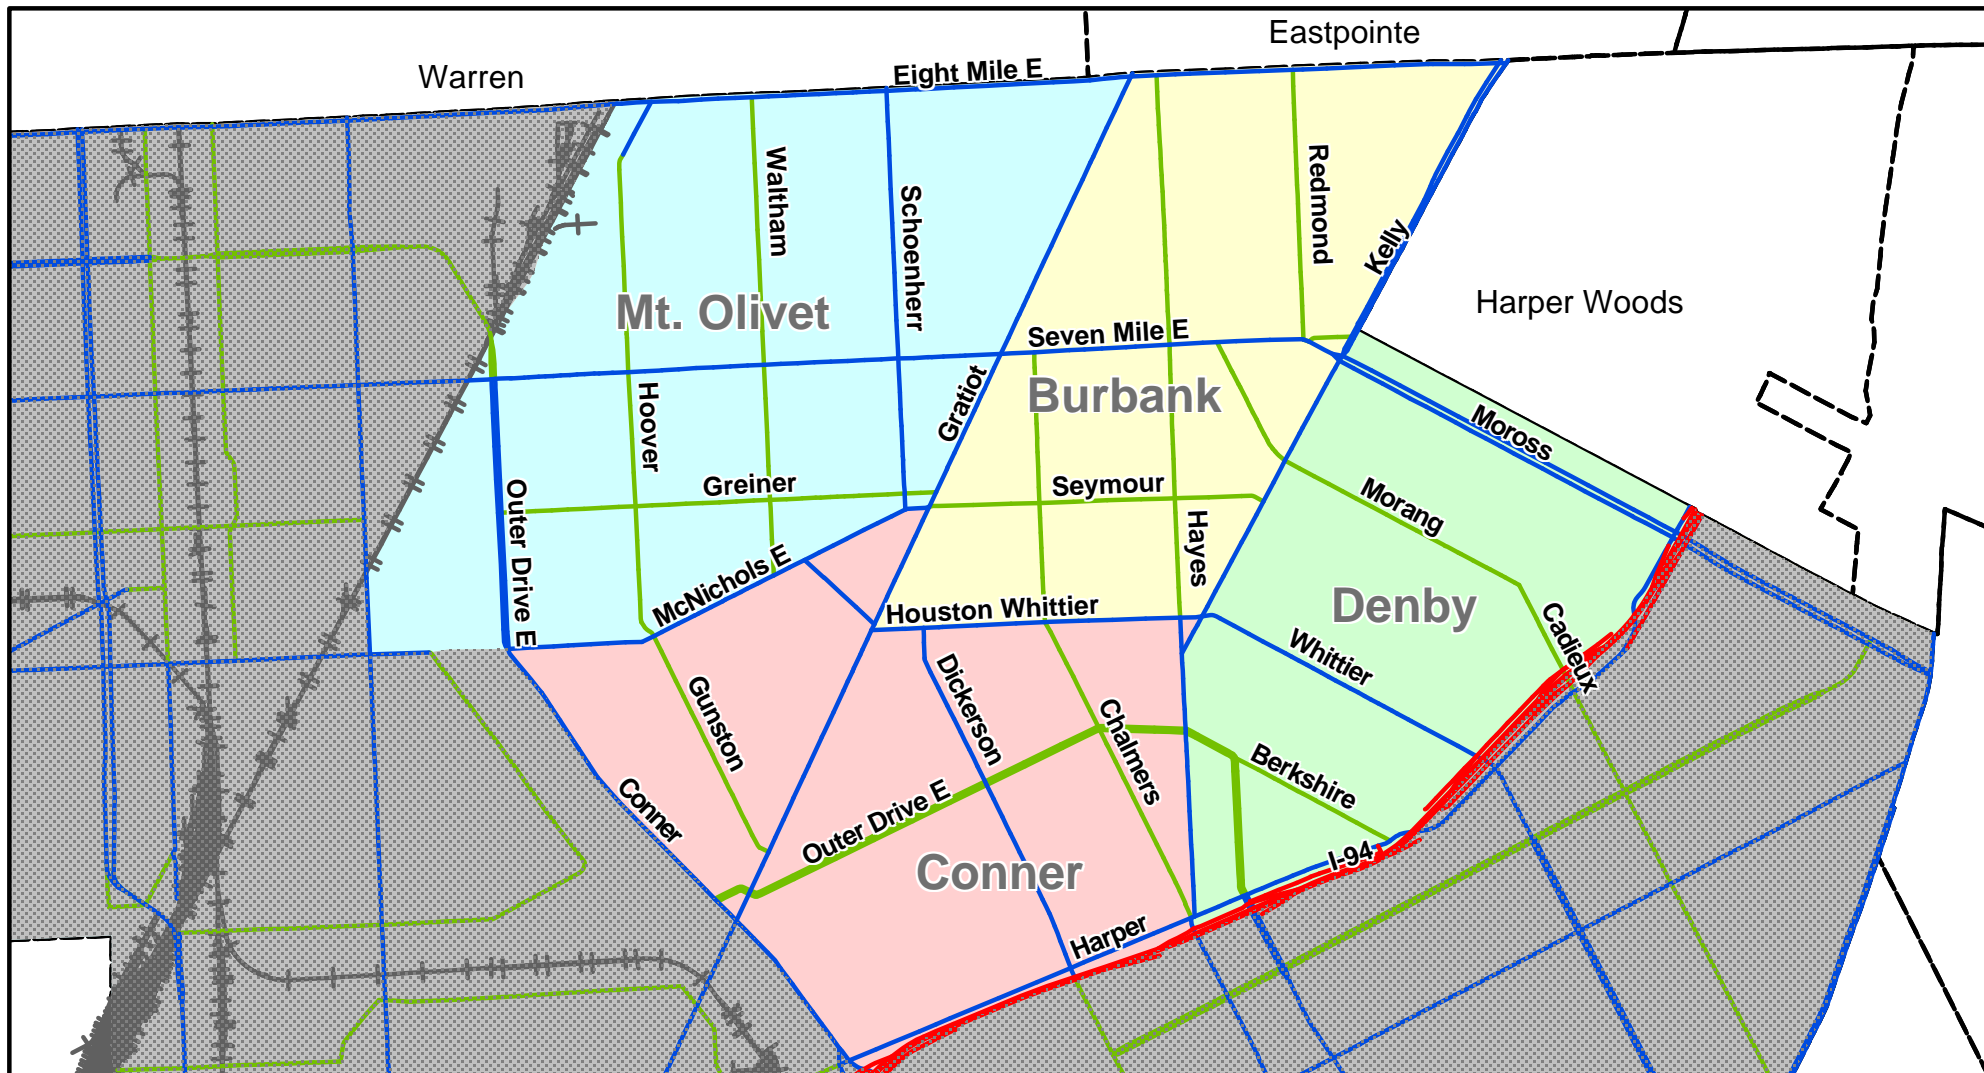 Eastpointe
Warren
Eight Mile E
Waltham
Redmond
Schoenherr
Kelly
Mt. Olivet
Harper Woods
Seven Mile E
Burbank
Gratiot
Hoover
Moross
Greiner
Seymour
Morang
Outer Drive E
Hayes
McNichols E
Houston Whittier
Denby
Cadieux
Whittier
Gunston
Dickerson
Chalmers
Berkshire
Conner
Outer Drive E
Conner
I-94
Harper